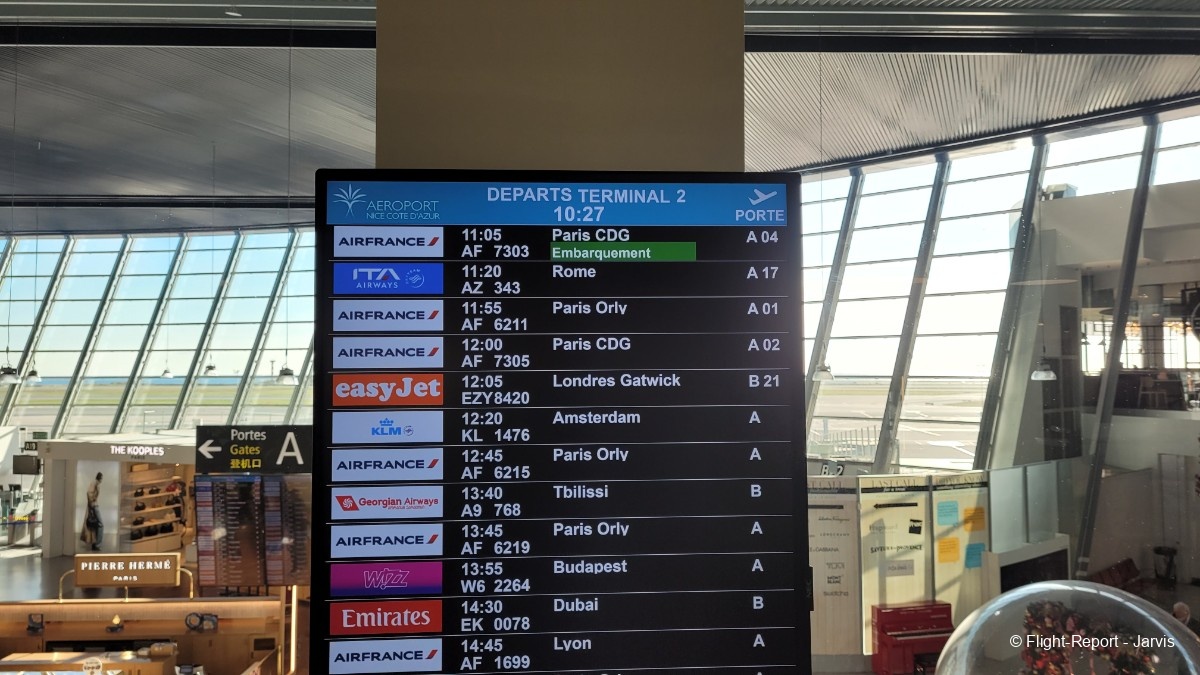 DEPARTS TERMINAL 2
10:27
AEROPORT
NICE COTE D'AZUR
PORTE
AIRFRANCE 11:05 Paris CDG A 04
AF 7303 Embarquement
ITA AIRWAYS 11:20 Rome A 17
AZ 343
AIRFRANCE 11:55 Paris Orly A 01
AF 6211
AIRFRANCE 12:00 Paris CDG A 02
AF 7305
easyJet 12:05 Londres Gatwick B 21
EZY8420
KLM 12:20 Amsterdam A
KL 1476
AIRFRANCE 12:45 Paris Orly A
AF 6215
Georgian Airways 13:40 Tbilissi B
A9 768
AIRFRANCE 13:45 Paris Orly A
AF 6219
WIZZ 13:55 Budapest A
W6 2264
Emirates 14:30 Dubai B
EK 0078
AIRFRANCE 14:45 Lyon A
AF 1699
THE KOOPLES
Portes
Gates A
登机口
PIERRE HERMÉ
PARIS
LAST CALL
© Flight-Report - Jarvis